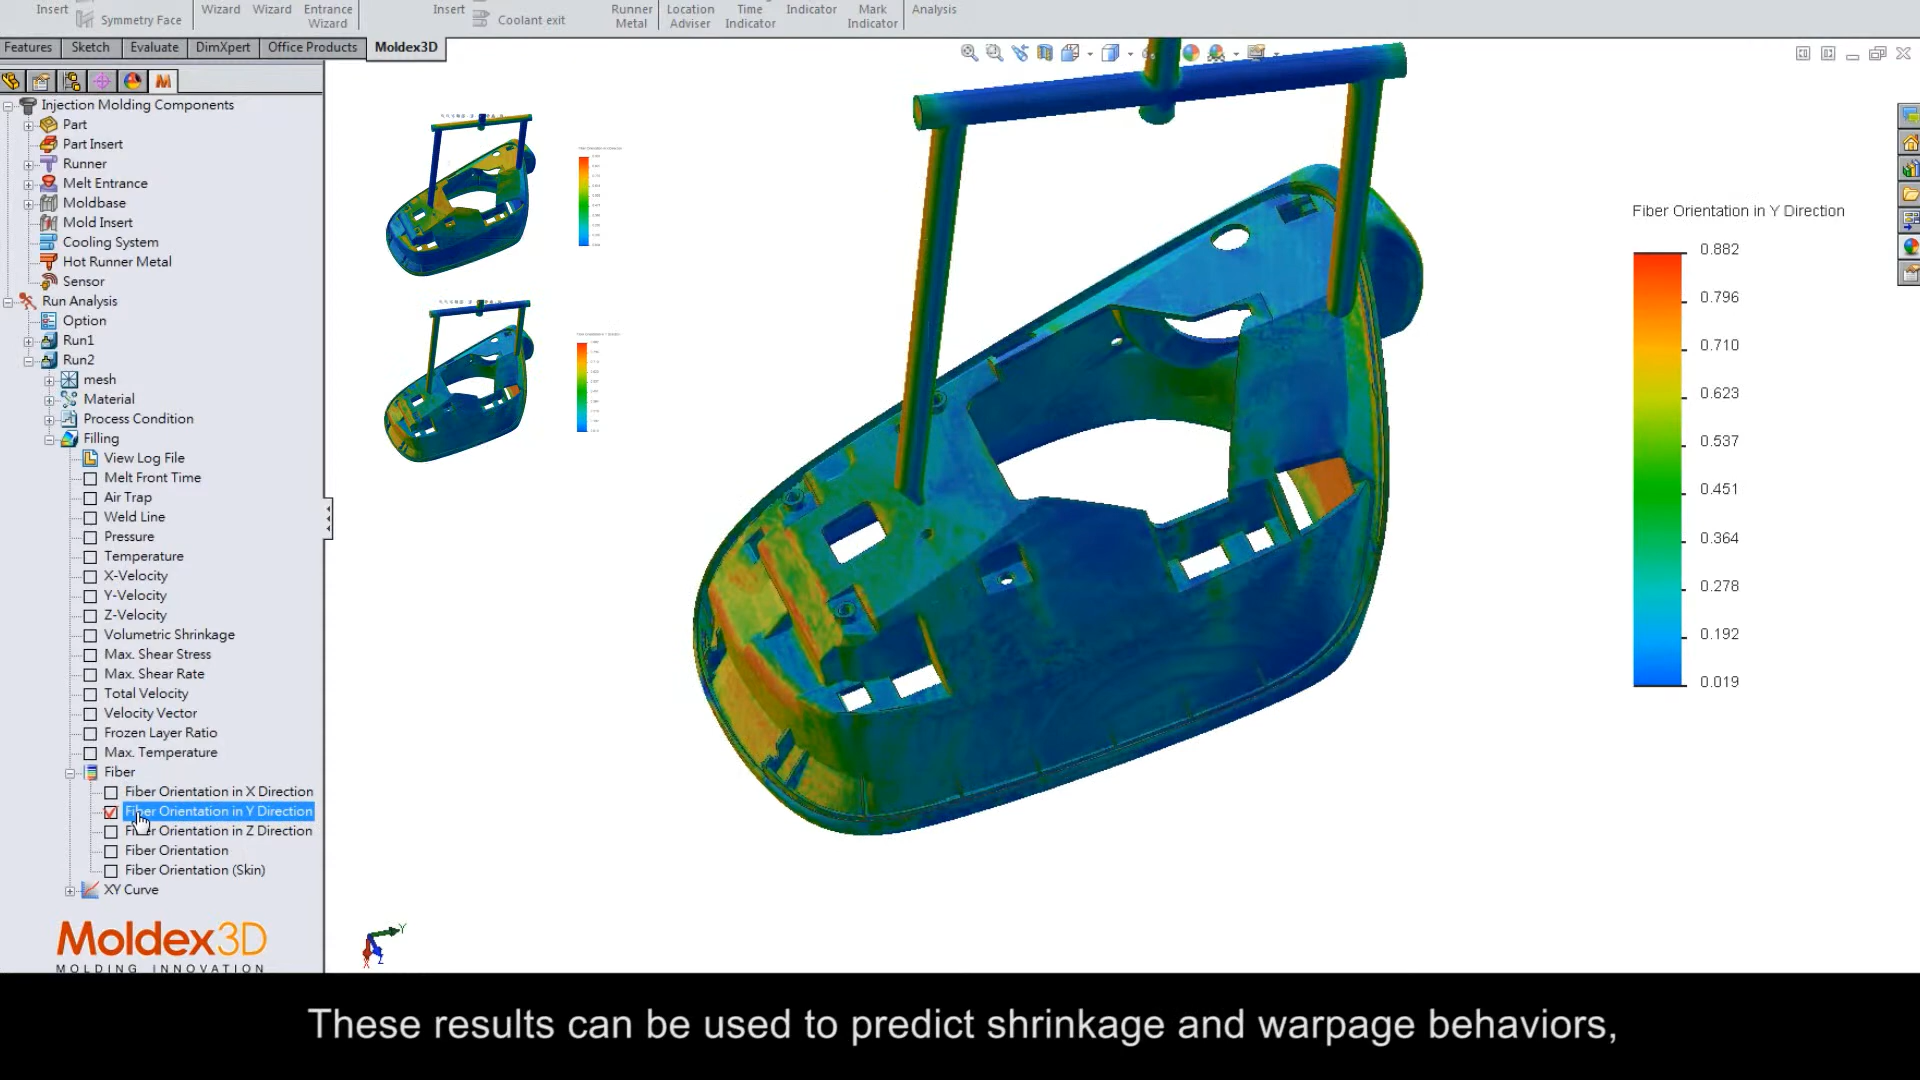 Insert
Symmetry Face
Wizard
Wizard
Entrance
Wizard
Insert
Coolant exit
Runner
Metal
Location
Adviser
Time
Indicator
Indicator
Mark
Indicator
Analysis
Features
Sketch
Evaluate
DimXpert
Office Products
Moldex3D
Injection Molding Components
Part
Part Insert
Runner
Melt Entrance
Moldbase
Mold Insert
Cooling System
Hot Runner Metal
Sensor
Run Analysis
Option
Run1
Run2
mesh
Material
Process Condition
Filling
View Log File
Melt Front Time
Air Trap
Weld Line
Pressure
Temperature
X-Velocity
Y-Velocity
Z-Velocity
Volumetric Shrinkage
Max. Shear Stress
Max. Shear Rate
Total Velocity
Velocity Vector
Frozen Layer Ratio
Max. Temperature
Fiber
Fiber Orientation in X Direction
Fiber Orientation in Y Direction
Fiber Orientation in Z Direction
Fiber Orientation
Fiber Orientation (Skin)
XY Curve
Moldex3D
MOLDING INNOVATION
Fiber Orientation in Y Direction
0.882
0.796
0.710
0.623
0.537
0.451
0.364
0.278
0.192
0.019
Y
X
Z
These results can be used to predict shrinkage and warpage behaviors,